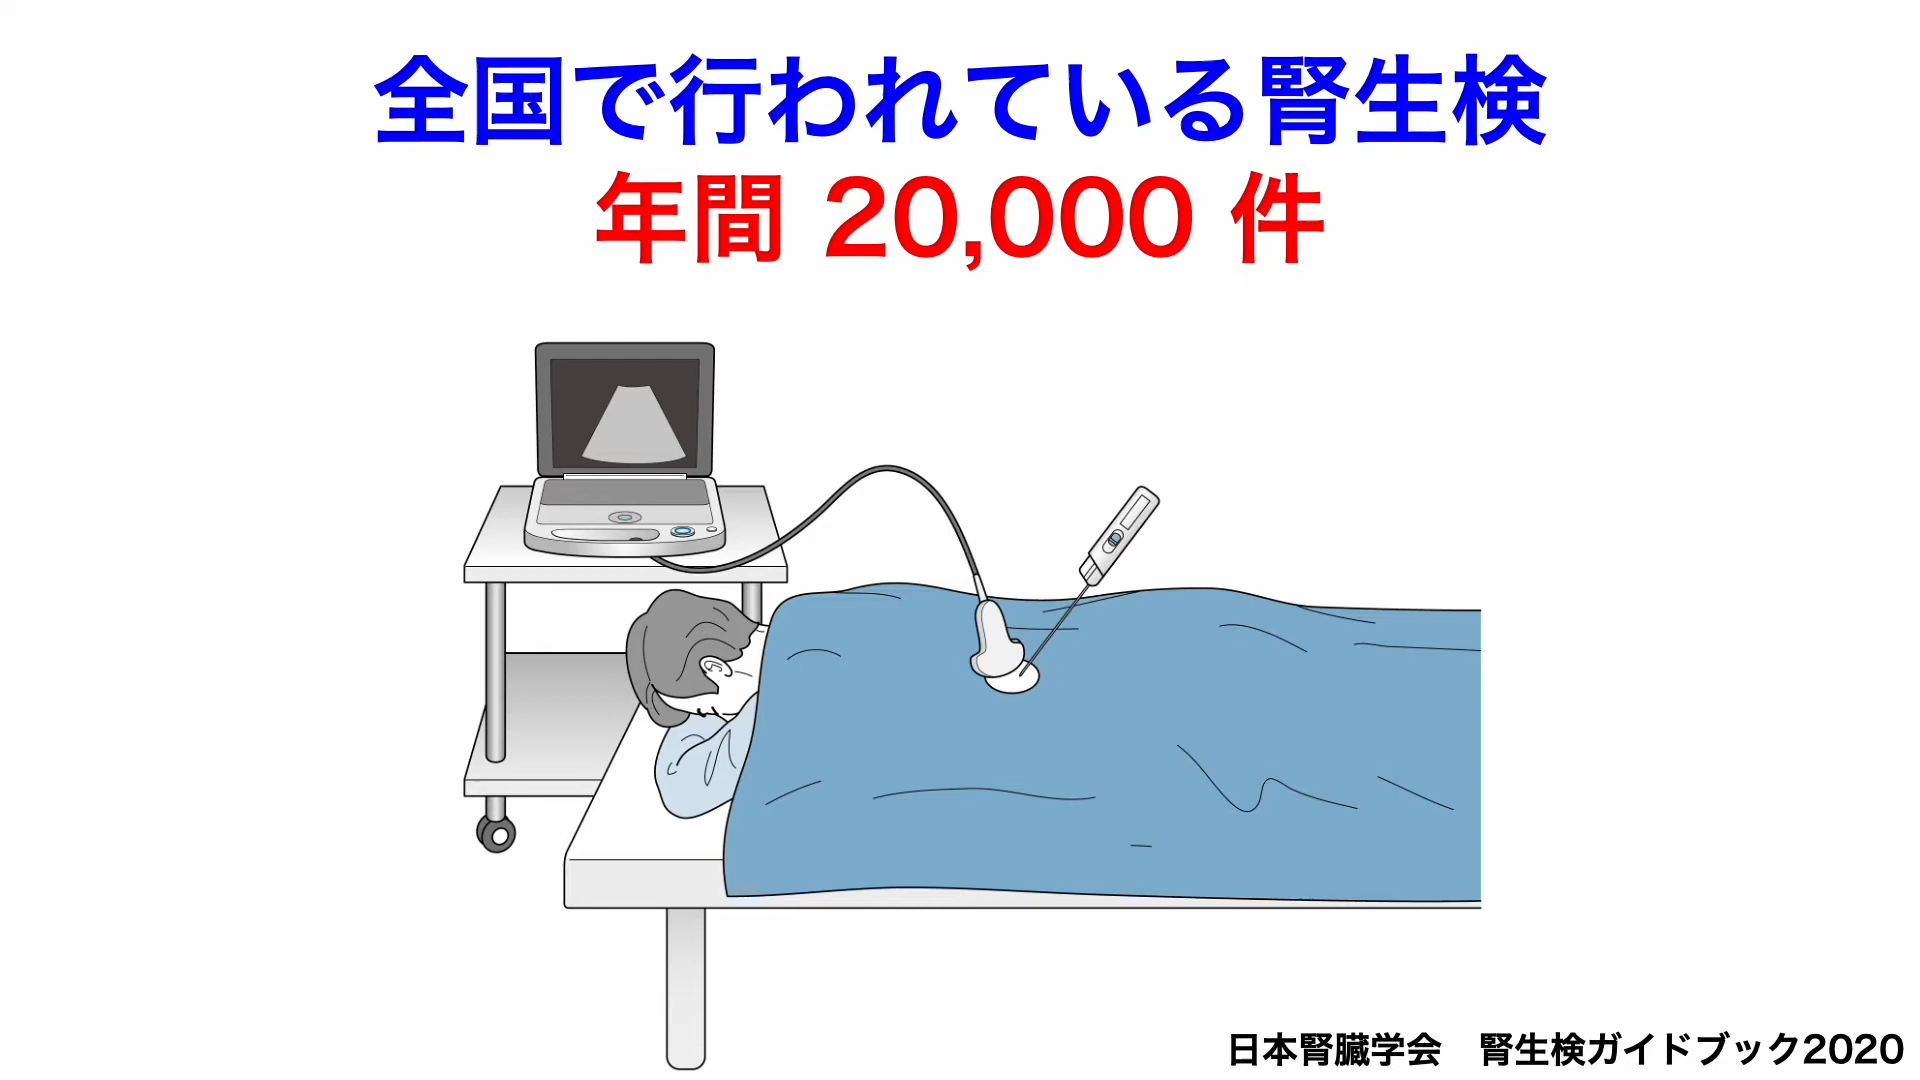 全国で行われている腎生検
年間 20,000 件
日本腎臓学会　腎生検ガイドブック2020